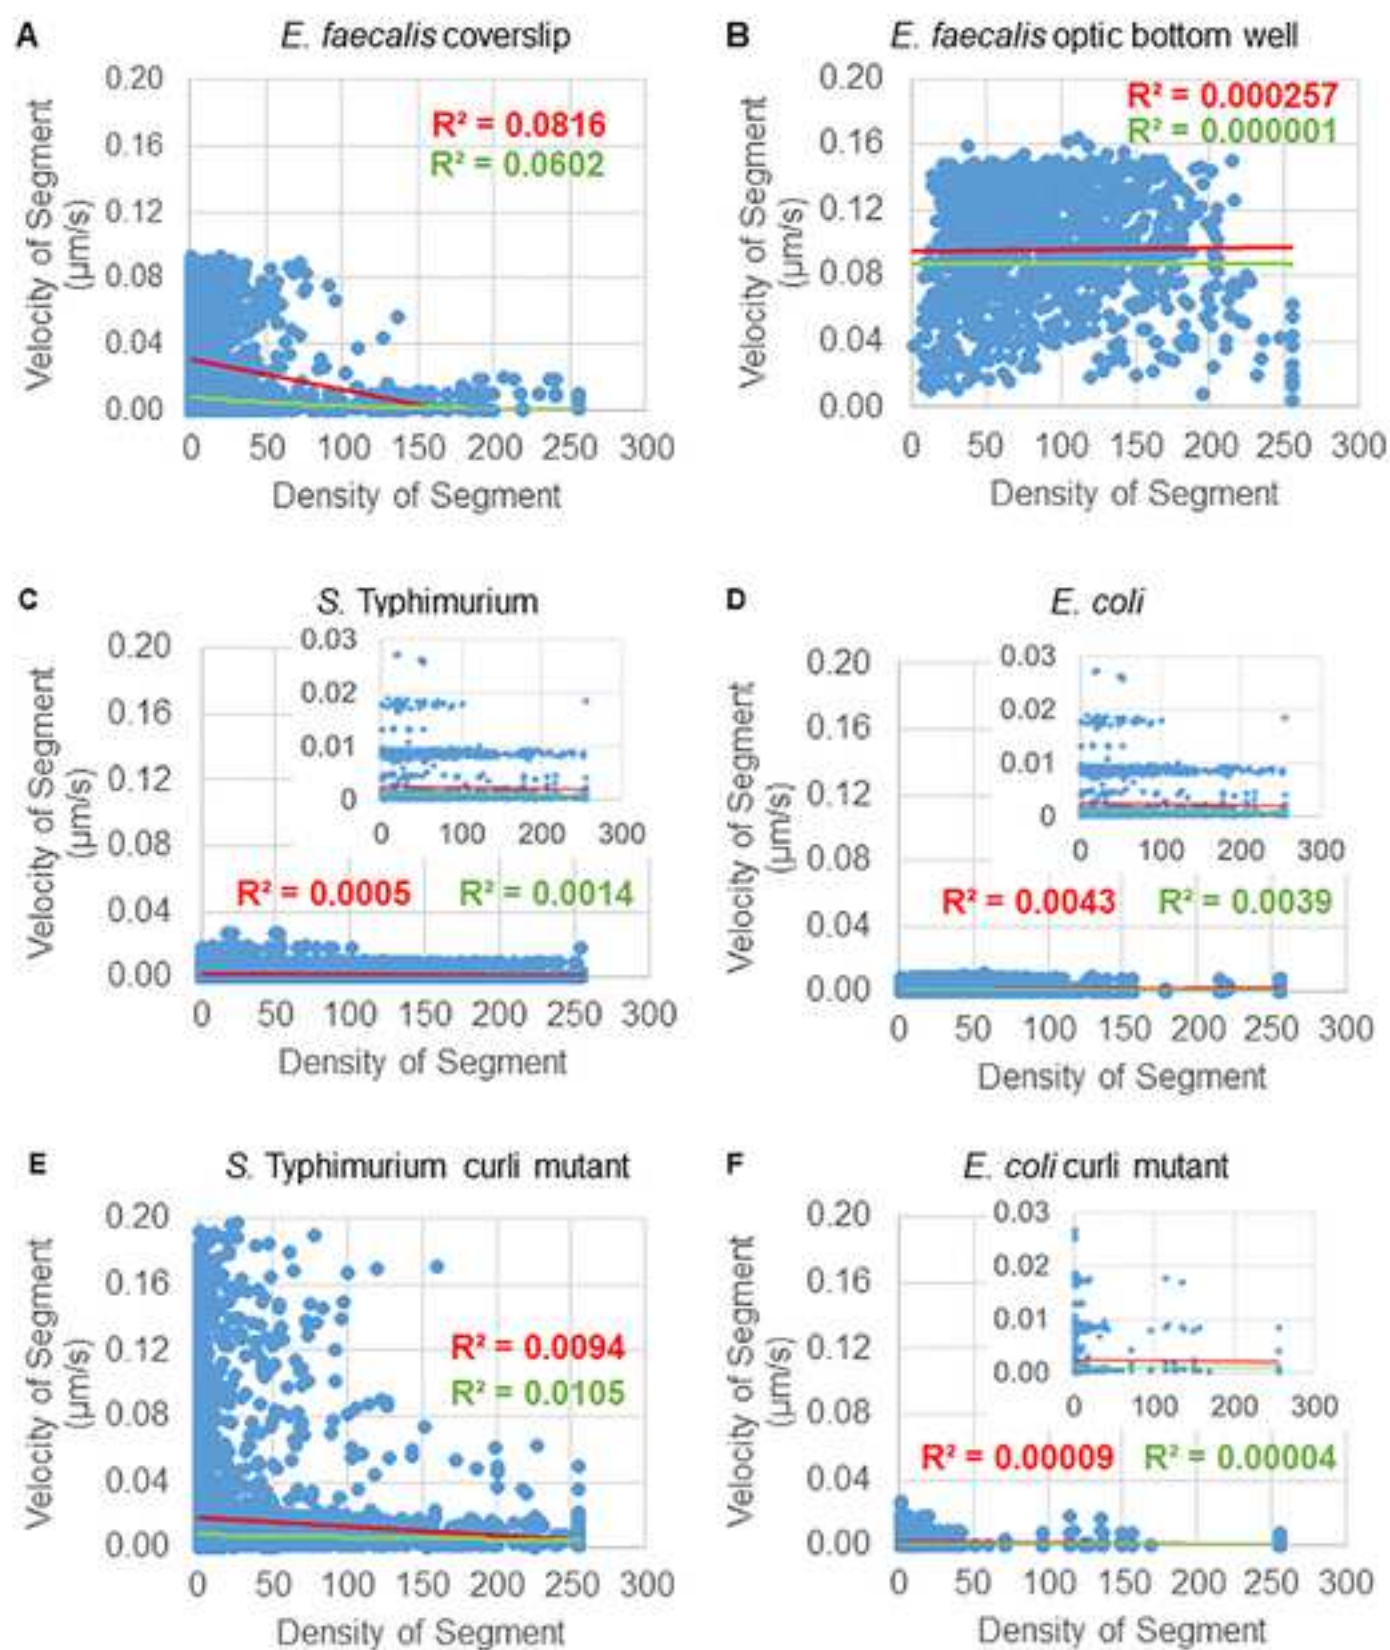 A
E. faecalis coverslip
0.20
0.16
0.12
0.08
0.04
0.00
Velocity of Segment
(µm/s)
R² = 0.0816
R² = 0.0602
0 50 100 150 200 250 300
Density of Segment
B
E. faecalis optic bottom well
0.20
0.16
0.12
0.08
0.04
0.00
Velocity of Segment
(µm/s)
R² = 0.000257
R² = 0.000001
0 50 100 150 200 250 300
Density of Segment
C
S. Typhimurium
0.20
0.16
0.12
0.08
0.04
0.00
Velocity of Segment
(µm/s)
0.03
0.02
0.01
0
0 100 200 300
R² = 0.0005 R² = 0.0014
0 50 100 150 200 250 300
Density of Segment
D
E. coli
0.20
0.16
0.12
0.08
0.04
0.00
Velocity of Segment
(µm/s)
0.03
0.02
0.01
0
0 100 200 300
R² = 0.0043 R² = 0.0039
0 50 100 150 200 250 300
Density of Segment
E
S. Typhimurium curli mutant
0.20
0.16
0.12
0.08
0.04
0.00
Velocity of Segment
(µm/s)
R² = 0.0094
R² = 0.0105
0 50 100 150 200 250 300
Density of Segment
F
E. coli curli mutant
0.20
0.16
0.12
0.08
0.04
0.00
Velocity of Segment
(µm/s)
0.03
0.02
0.01
0.00
0 100 200 300
R² = 0.00009 R² = 0.00004
0 50 100 150 200 250 300
Density of Segment